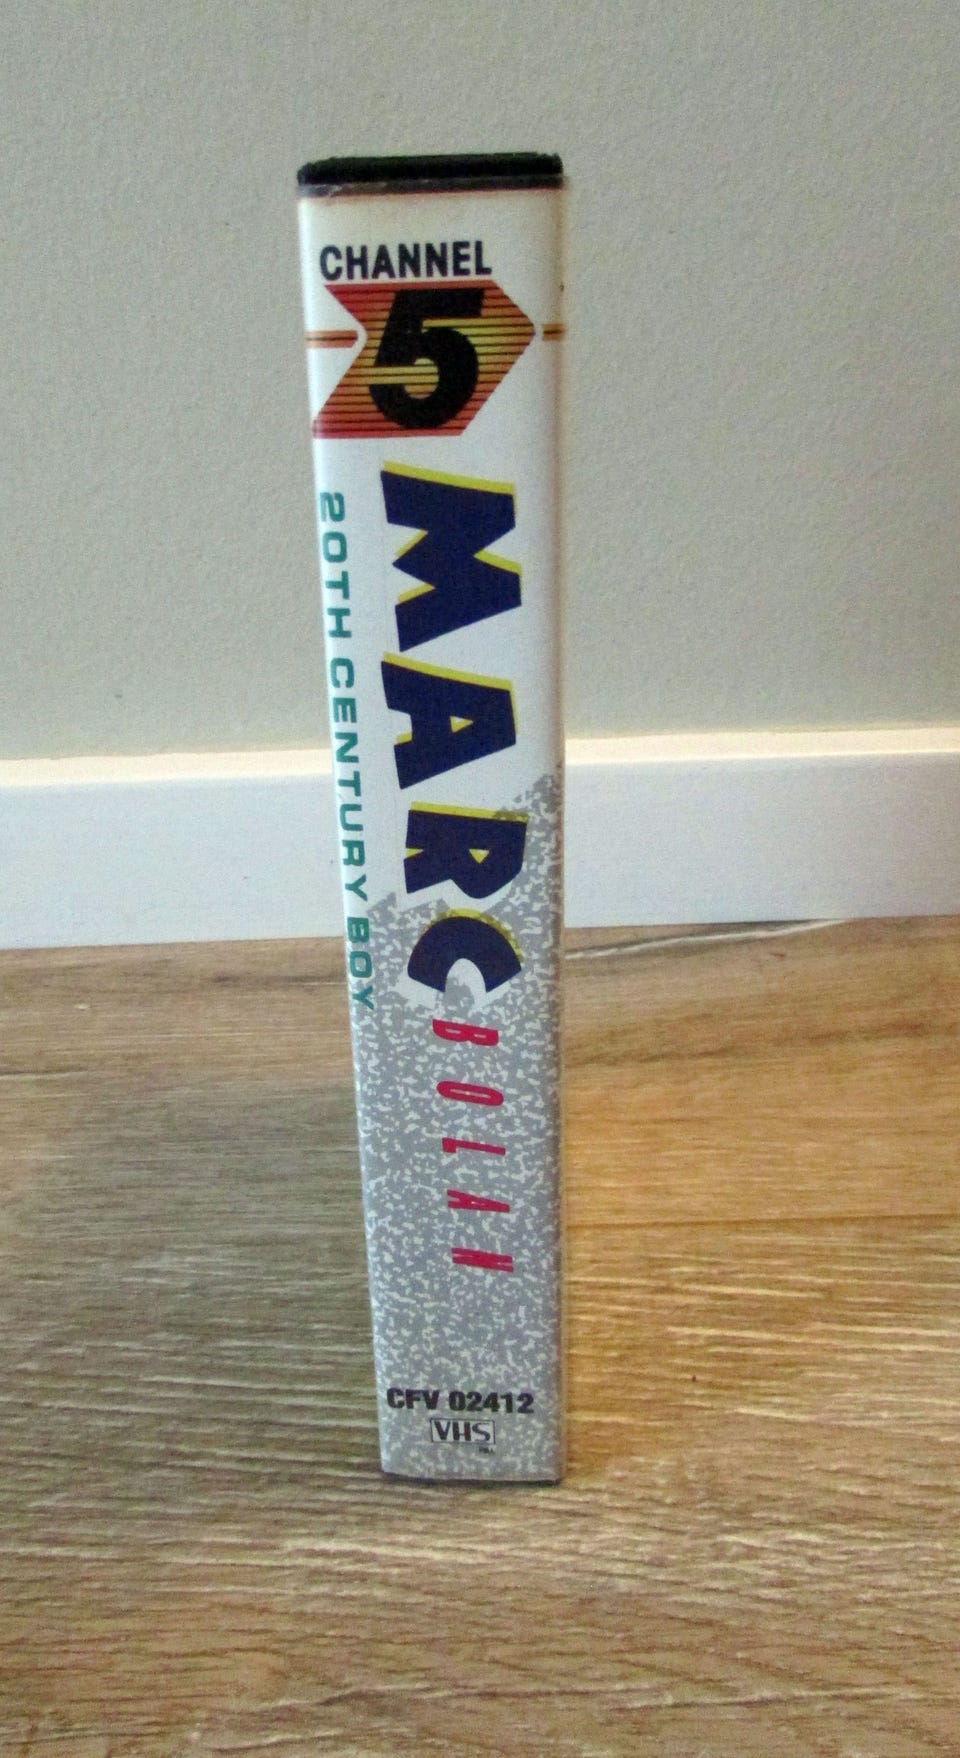 CHANNEL
5
MARC
BOLAN
20TH CENTURY BOY
CFV 02412
VHS